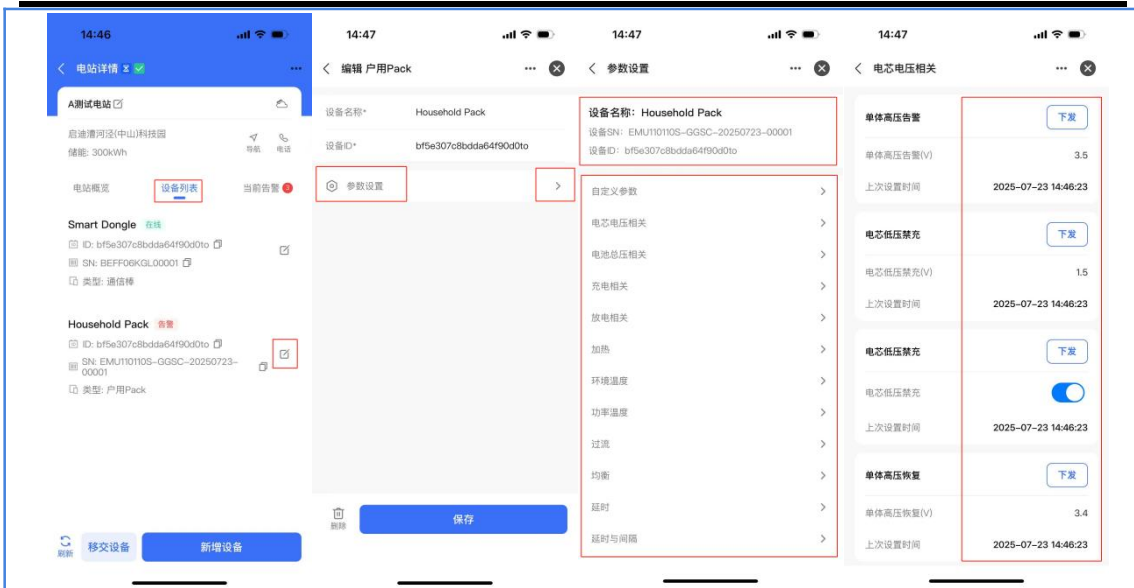 14:46
电站详情
A测试电站
启迪漕河泾(中山)科技园
储能: 300kWh
导航
电话
电站概览
设备列表
当前告警 3
Smart Dongle 在线
ID: bf5e307c8bdda64f90d0to
SN: BEFF06KGL00001
类型: 通信棒
Household Pack 告警
ID: bf5e307c8bdda64f90d0to
SN: EMU110110S-GGSC-20250723-
00001
类型: 户用Pack
刷新
移交设备
新增设备
14:47
编辑 户用Pack
设备名称* Household Pack
设备ID* bf5e307c8bdda64f90d0to
参数设置
删除
保存
14:47
参数设置
设备名称: Household Pack
设备SN: EMU110110S-GGSC-20250723-00001
设备ID: bf5e307c8bdda64f90d0to
自定义参数
电芯电压相关
电池总压相关
充电相关
放电相关
加热
环境温度
功率温度
过流
均衡
延时
延时与间隔
14:47
电芯电压相关
单体高压告警 下发
单体高压告警(V) 3.5
上次设置时间 2025-07-23 14:46:23
电芯低压禁充 下发
电芯低压禁充(V) 1.5
上次设置时间 2025-07-23 14:46:23
电芯低压禁充 下发
电芯低压禁充
上次设置时间 2025-07-23 14:46:23
单体高压恢复 下发
单体高压恢复(V) 3.4
上次设置时间 2025-07-23 14:46:23